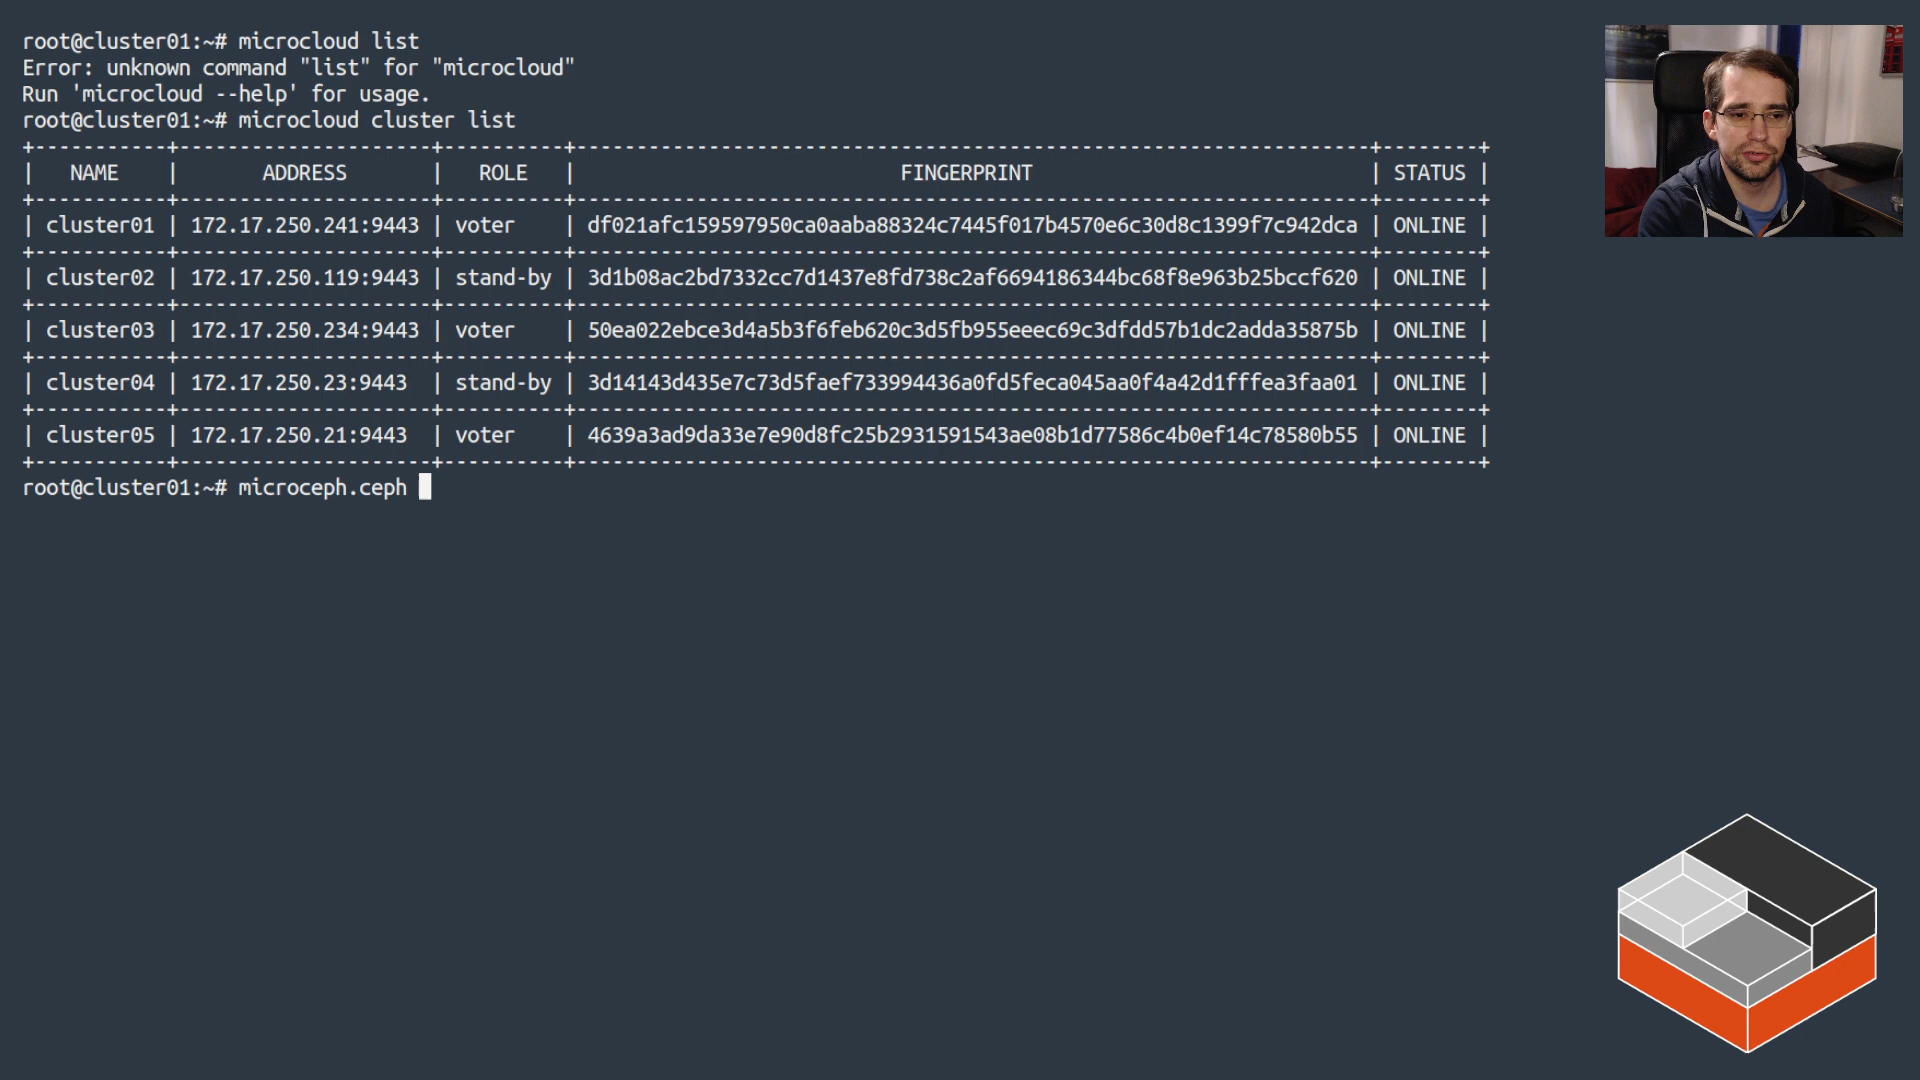 root@cluster01:~# microcloud list
Error: unknown command "list" for "microcloud"
Run 'microcloud --help' for usage.
root@cluster01:~# microcloud cluster list
+-----------+----------------------+----------+------------------------------------------------------------------+--------+
| NAME | ADDRESS | ROLE | FINGERPRINT | STATUS |
+-----------+----------------------+----------+------------------------------------------------------------------+--------+
| cluster01 | 172.17.250.241:9443 | voter | df021afc159597950ca0aaba88324c7445f017b4570e6c30d8c1399f7c942dca | ONLINE |
+-----------+----------------------+----------+------------------------------------------------------------------+--------+
| cluster02 | 172.17.250.119:9443 | stand-by | 3d1b08ac2bd7332cc7d1437e8fd738c2af6694186344bc68f8e963b25bccf620 | ONLINE |
+-----------+----------------------+----------+------------------------------------------------------------------+--------+
| cluster03 | 172.17.250.234:9443 | voter | 50ea022ebce3d4a5b3f6feb620c3d5fb955eeec69c3dfdd57b1dc2adda35875b | ONLINE |
+-----------+----------------------+----------+------------------------------------------------------------------+--------+
| cluster04 | 172.17.250.23:9443 | stand-by | 3d14143d435e7c73d5faef733994436a0fd5feca045aa0f4a42d1fffea3faa01 | ONLINE |
+-----------+----------------------+----------+------------------------------------------------------------------+--------+
| cluster05 | 172.17.250.21:9443 | voter | 4639a3ad9da33e7e90d8fc25b2931591543ae08b1d77586c4b0ef14c78580b55 | ONLINE |
+-----------+----------------------+----------+------------------------------------------------------------------+--------+
root@cluster01:~# microceph.ceph